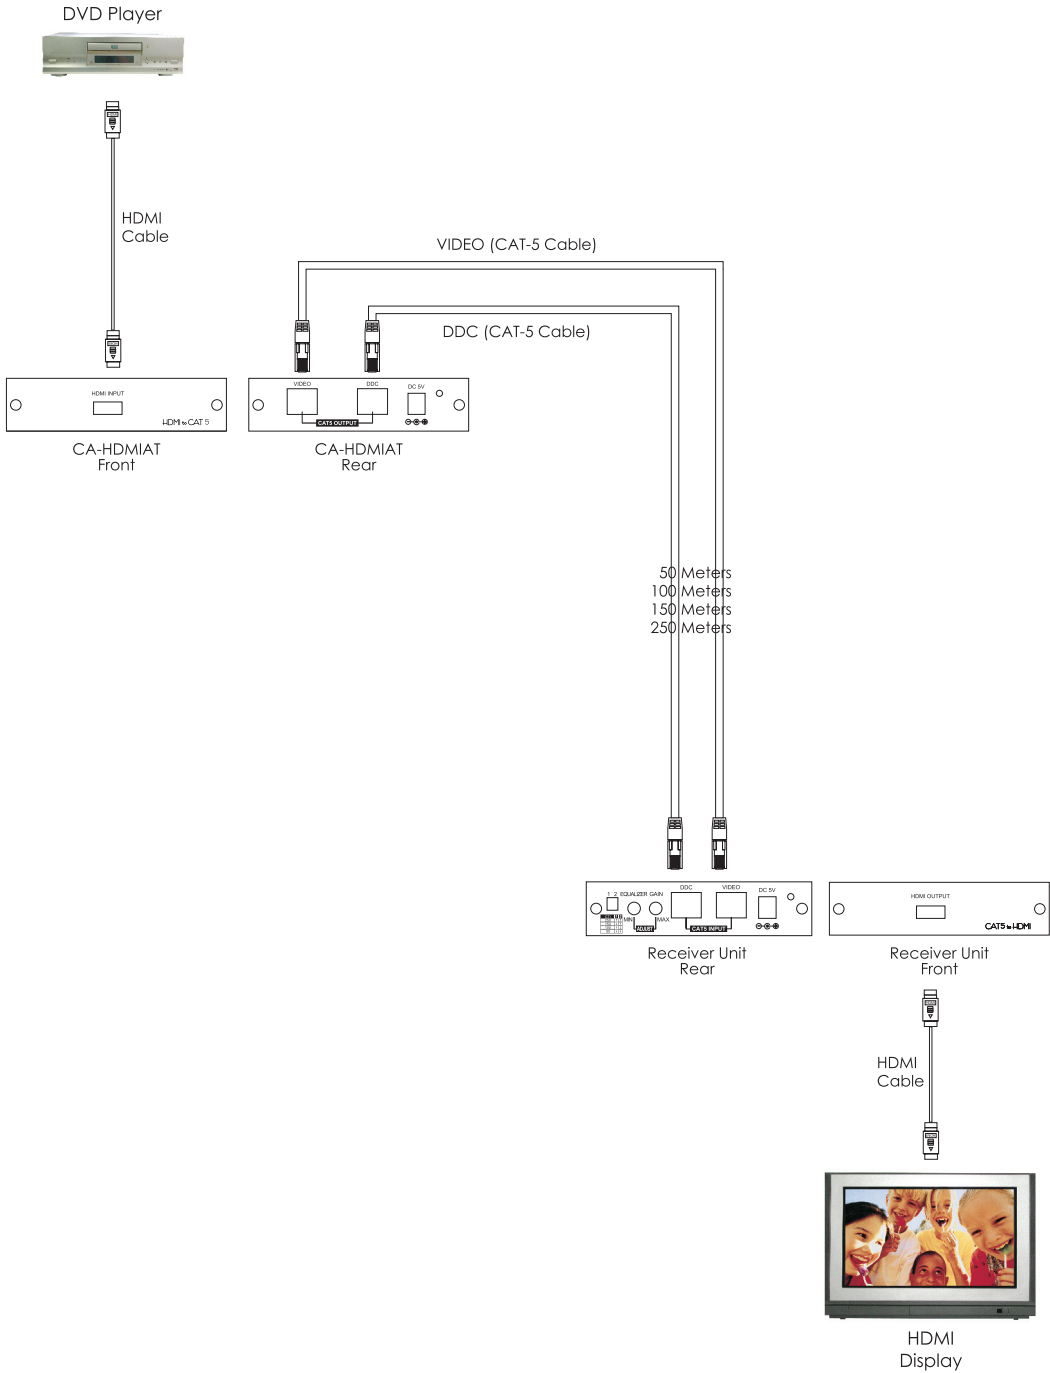 DVD Player
HDMI
Cable
VIDEO (CAT-5 Cable)
DDC (CAT-5 Cable)
HDMI INPUT
HDMI to CAT 5
VIDEO
DDC
DC 5V
CAT5 OUTPUT
CA-HDMIAT
Front
CA-HDMIAT
Rear
50 Meters
100 Meters
150 Meters
250 Meters
1 2 EQUALIZER GAIN
DDC
VIDEO
DC 5V
MIN
MAX
ADJUST
CAT5 INPUT
HDMI OUTPUT
CAT5 to HDMI
Receiver Unit
Rear
Receiver Unit
Front
HDMI
Cable
HDMI
Display